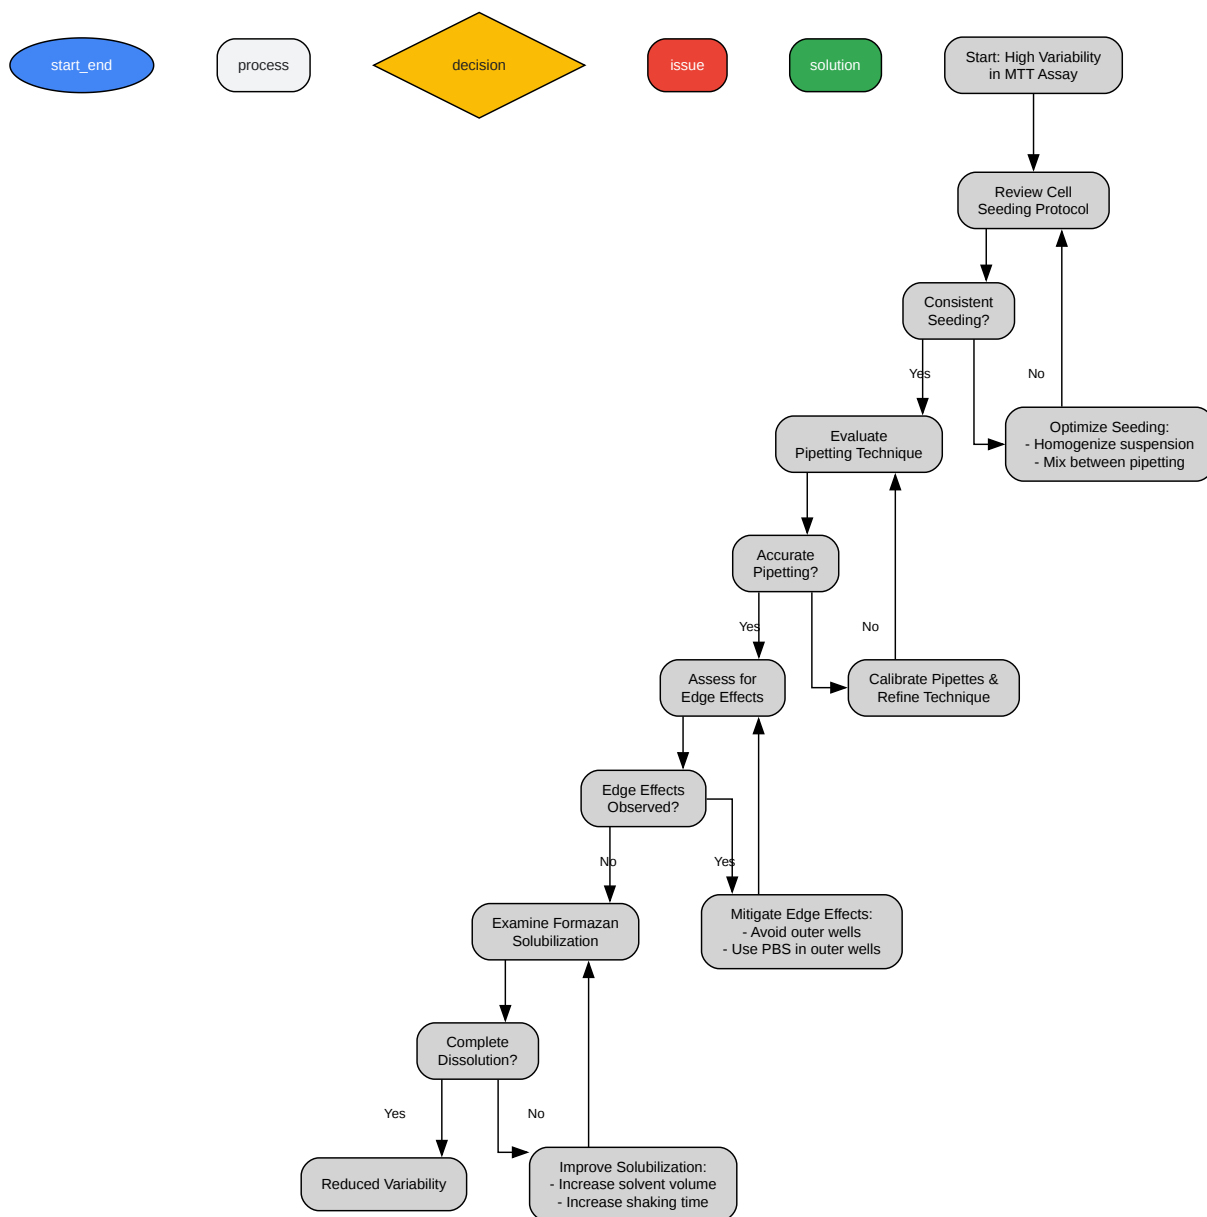 start_end
process
decision
issue
solution
Start: High Variability
in MTT Assay
Review Cell
Seeding Protocol
Consistent
Seeding?
Yes
No
Optimize Seeding:
- Homogenize suspension
- Mix between pipetting
Evaluate
Pipetting Technique
Accurate
Pipetting?
Yes
No
Assess for
Edge Effects
Calibrate Pipettes &
Refine Technique
Edge Effects
Observed?
No
Yes
Mitigate Edge Effects:
- Avoid outer wells
- Use PBS in outer wells
Examine Formazan
Solubilization
Complete
Dissolution?
Yes
No
Reduced Variability
Improve Solubilization:
- Increase solvent volume
- Increase shaking time